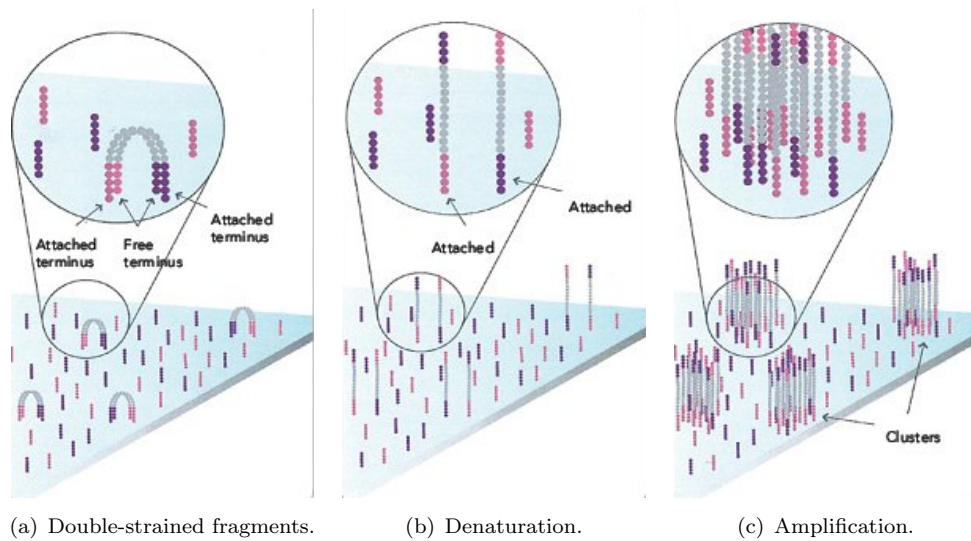 Attached
terminus
Free
terminus
Attached
terminus
Attached
Attached
Clusters
(a) Double-strained fragments.
(b) Denaturation.
(c) Amplification.